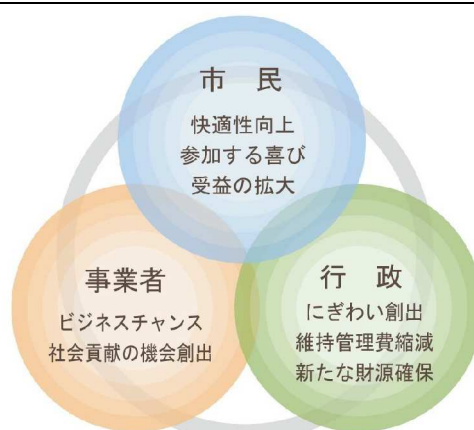 市 民
快適性向上
参加する喜び
受益の拡大
事業者
ビジネスチャンス
社会貢献の機会創出
行 政
にぎわい創出
維持管理費縮減
新たな財源確保